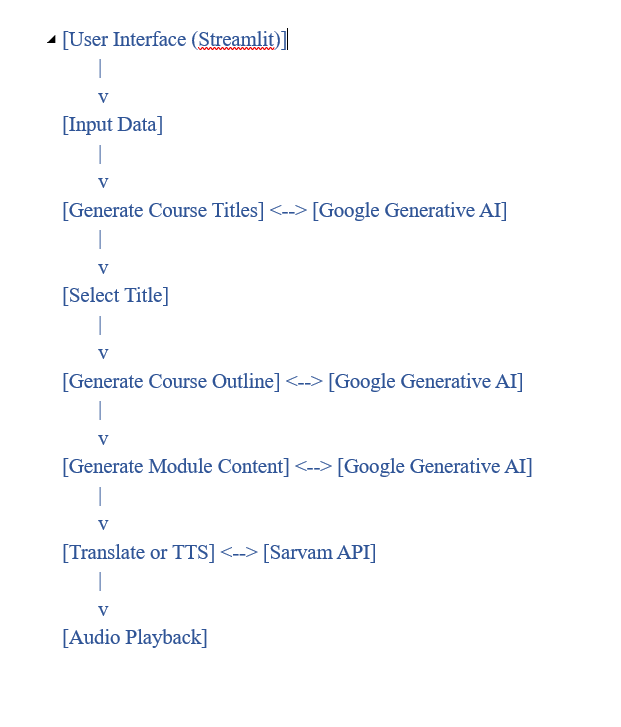 [User Interface (Streamlit)]
|
v
[Input Data]
|
v
[Generate Course Titles] <--> [Google Generative AI]
|
v
[Select Title]
|
v
[Generate Course Outline] <--> [Google Generative AI]
|
v
[Generate Module Content] <--> [Google Generative AI]
|
v
[Translate or TTS] <--> [Sarvam API]
|
v
[Audio Playback]